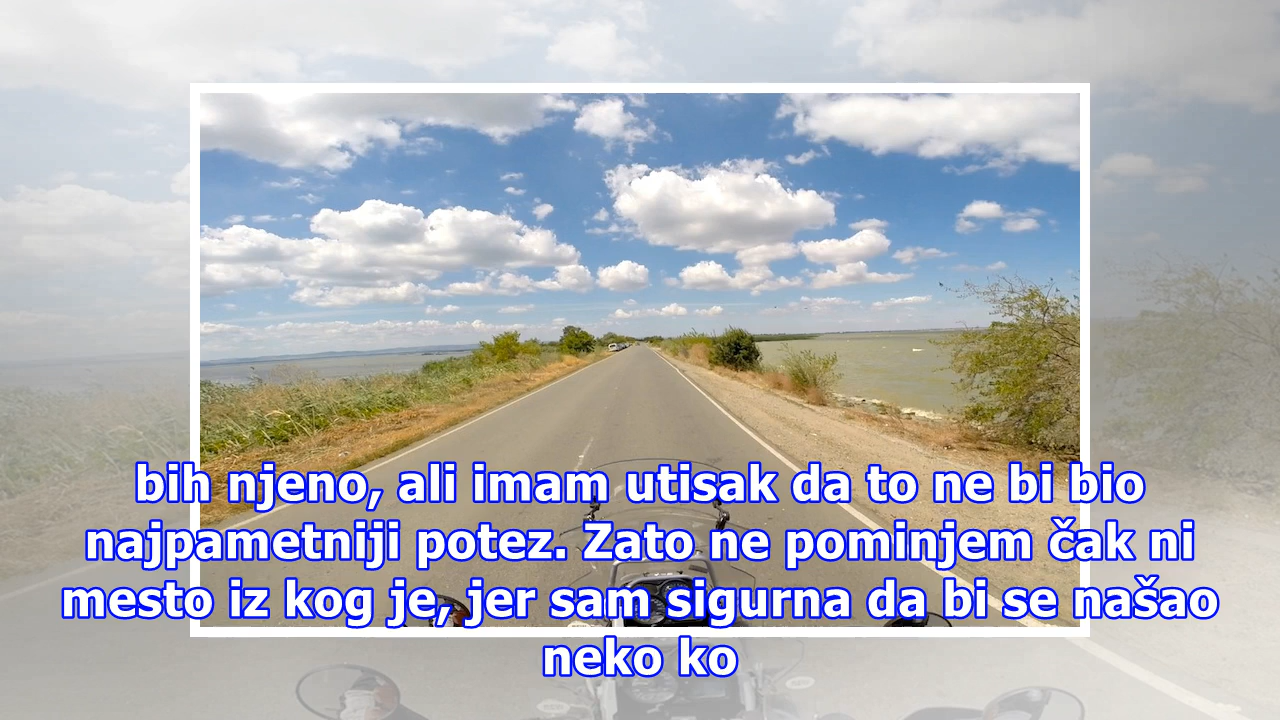 bih njeno, ali imam utisak da to ne bi bio
najpametniji potez. Zato ne pominjem čak ni
mesto iz kog je, jer sam sigurna da bi se našao
neko ko